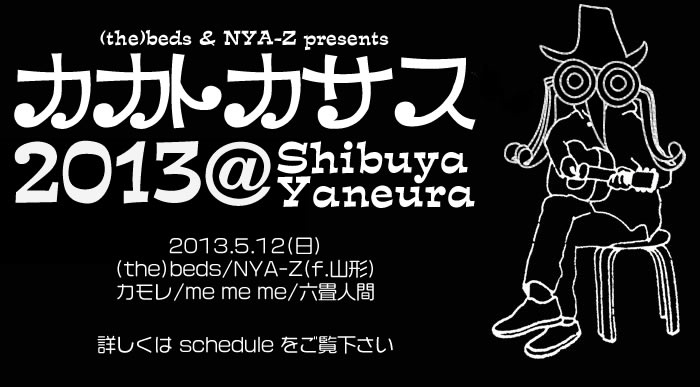 (the)beds & NYA-Z presents
カカトカサス
2013@Shibuya Yaneura
2013.5.12(日)
(the)beds/NYA-Z(f.山形)
カモレ/me me me/六畳人間
詳しくは schedule をご覧下さい